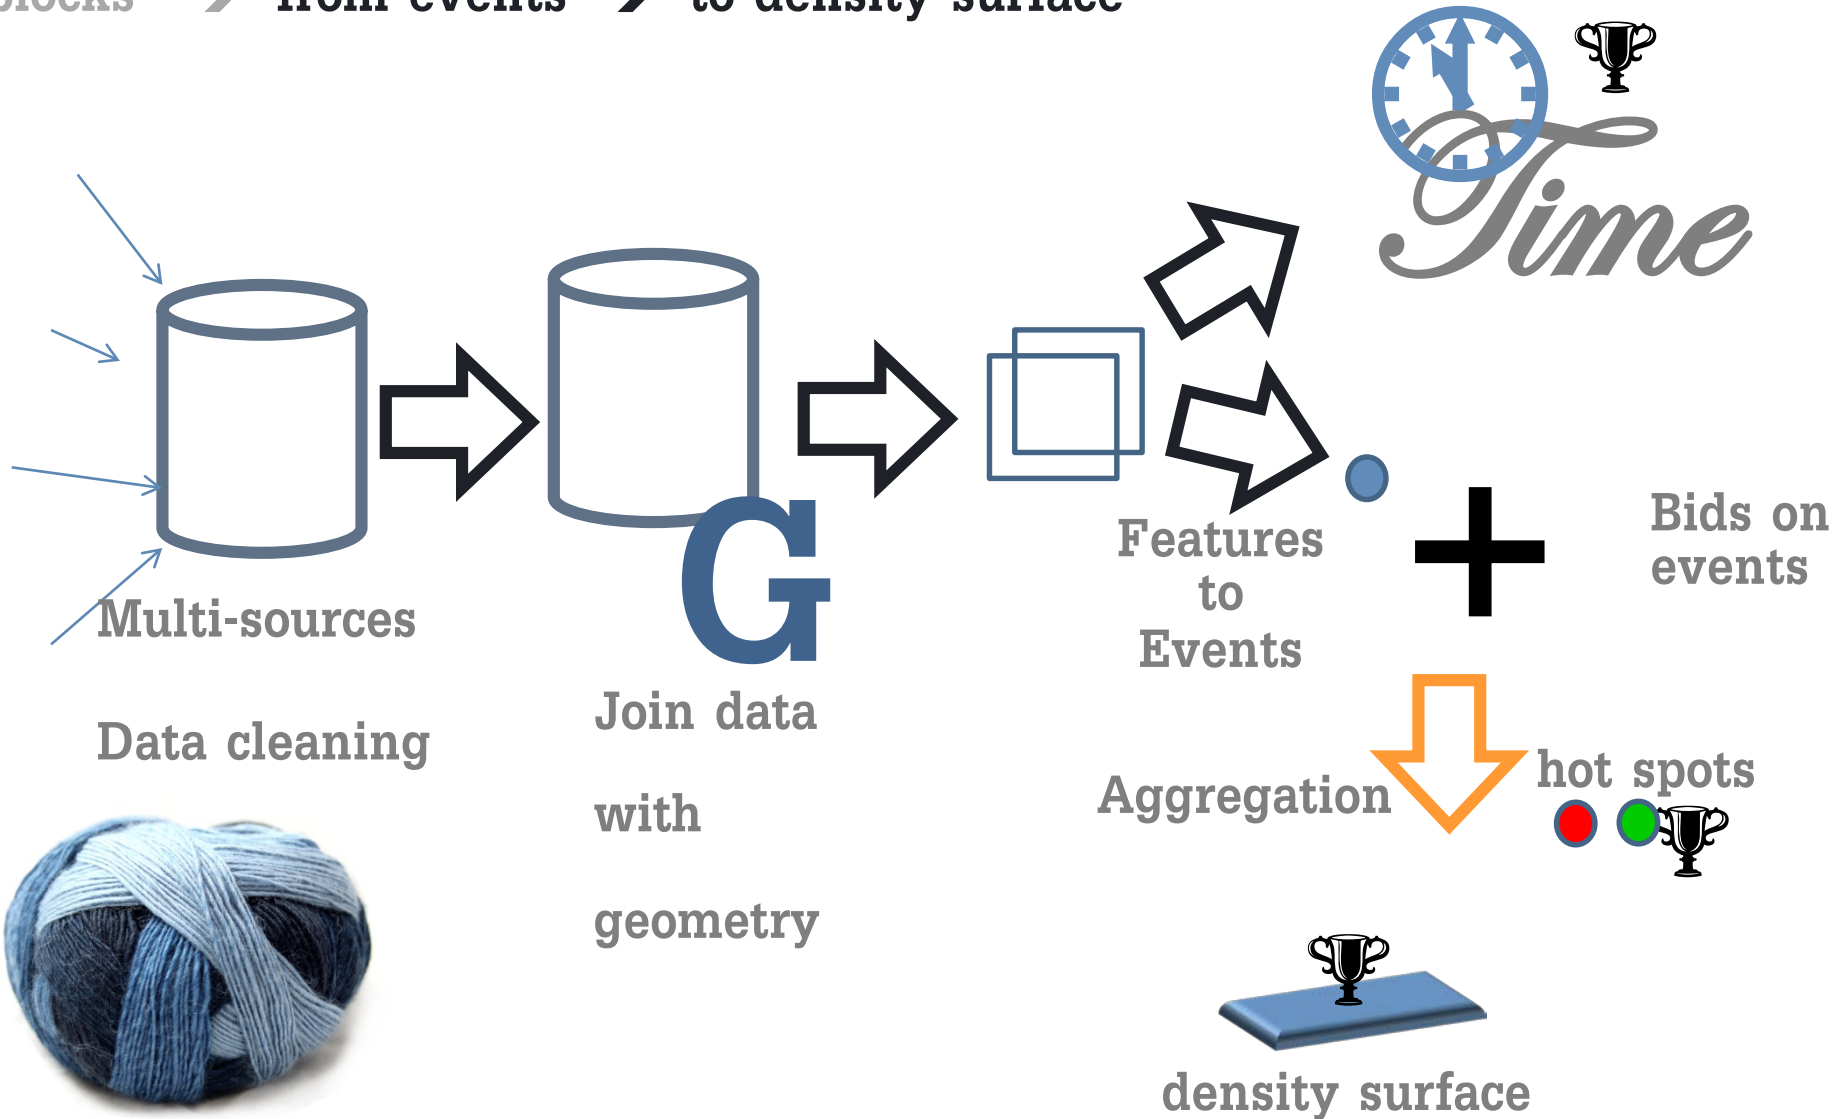 blocks from events to density surface
Time
Bids on
events
Features
to
Events
Multi-sources
G
Join data
Data cleaning
with
geometry
Aggregation
hot spots
density surface